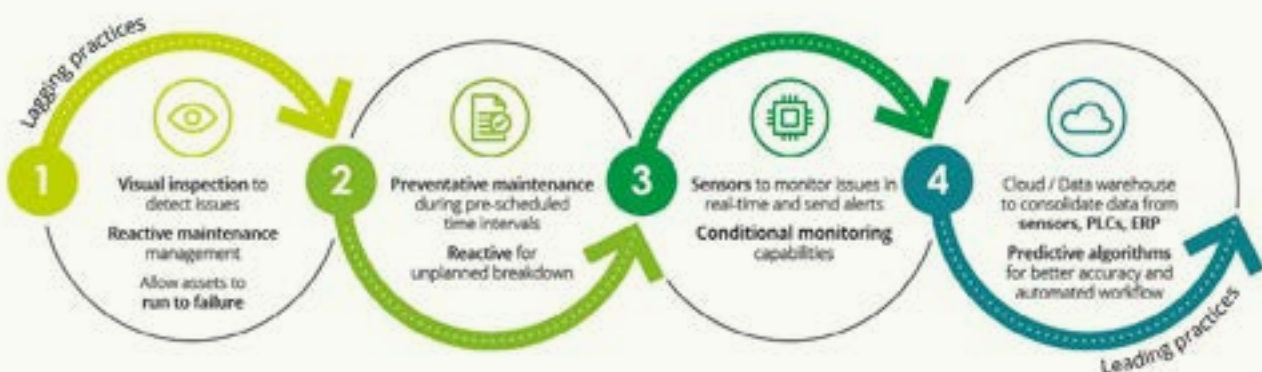 Lagging practices
1
Visual inspection to
detect issues
Reactive maintenance
management
Allow assets to
run to failure
2
Preventative maintenance
during pre-scheduled
time intervals
Reactive for
unplanned breakdown
3
Sensors to monitor issues in
real-time and send alerts
Conditional monitoring
capabilities
4
Cloud / Data warehouse
to consolidate data from
sensors, PLCs, ERP
Predictive algorithms
for better accuracy and
automated workflow
Leading practices